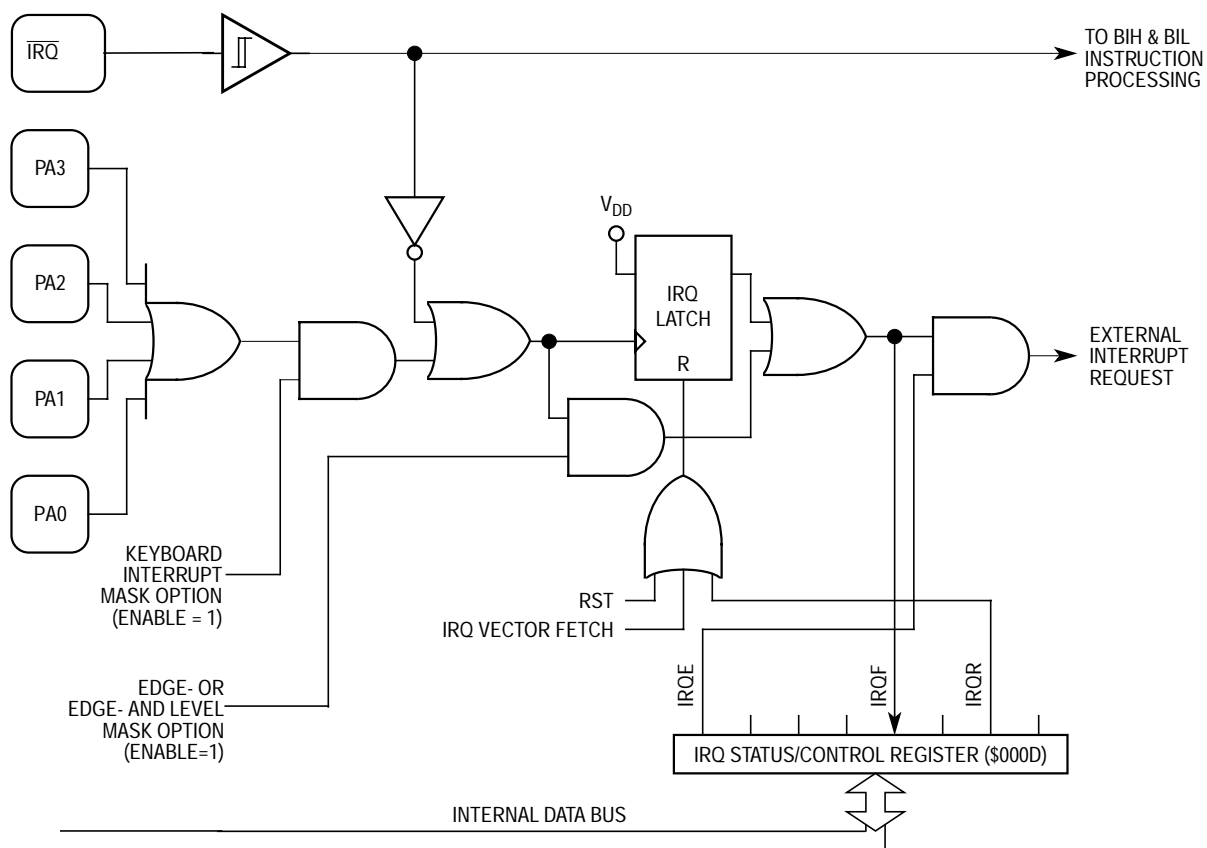 IRQ
TO BIH & BIL
INSTRUCTION
PROCESSING
PA3
VDD
PA2
IRQ
LATCH
R
EXTERNAL
INTERRUPT
REQUEST
PA1
PA0
KEYBOARD
INTERRUPT
MASK OPTION
(ENABLE = 1)
RST
IRQ VECTOR FETCH
EDGE- OR
EDGE- AND LEVEL
MASK OPTION
(ENABLE=1)
IRQE
IRQF
IRQR
IRQ STATUS/CONTROL REGISTER ($000D)
INTERNAL DATA BUS